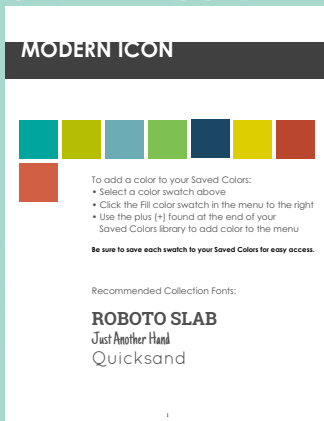 MODERN ICON
To add a color to your Saved Colors:
• Select a color swatch above
• Click the Fill color swatch in the menu to the right
• Use the plus (+) found at the end of your
Saved Colors library to add color to the menu
Be sure to save each swatch to your Saved Colors for easy access.
Recommended Collection Fonts:
ROBOTO SLAB
Just Another Hand
Quicksand
1